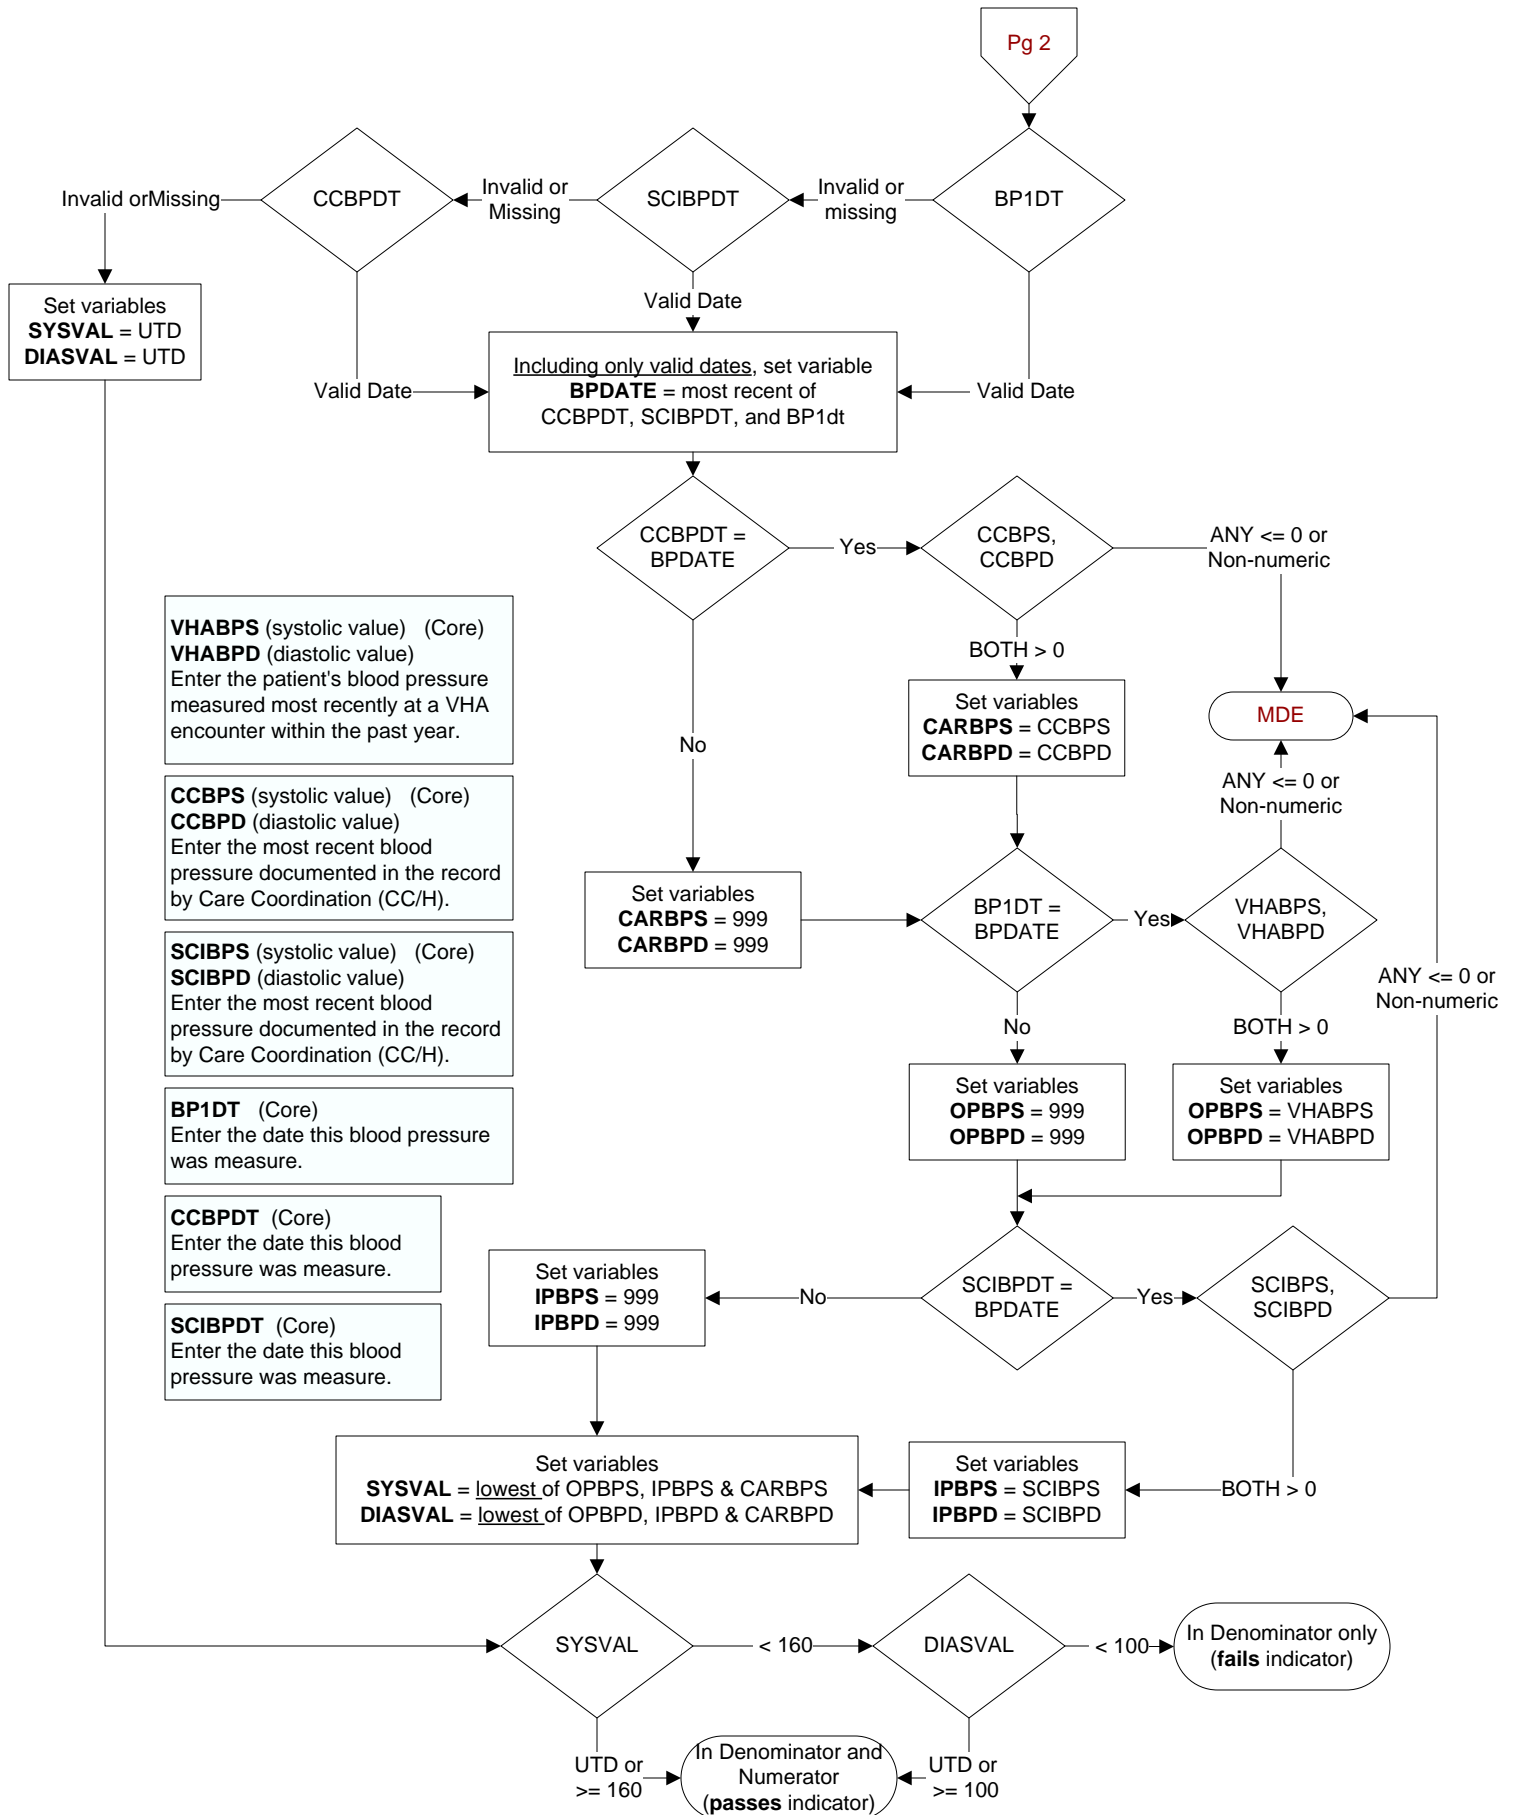 Pg 2
BP1DT
Invalid or
missing
SCIBPDT
Invalid or
Missing
CCBPDT
Invalid orMissing
Set variables
SYSVAL = UTD
DIASVAL = UTD
Valid Date
Valid Date
Valid Date
Including only valid dates, set variable
BPDATE = most recent of
CCBPDT, SCIBPDT, and BP1dt
CCBPDT =
BPDATE
Yes
CCBPS,
CCBPD
ANY <= 0 or
Non-numeric
BOTH > 0
Set variables
CARBPS = CCBPS
CARBPD = CCBPD
MDE
No
ANY <= 0 or
Non-numeric
Set variables
CARBPS = 999
CARBPD = 999
BP1DT =
BPDATE
Yes
VHABPS,
VHABPD
ANY <= 0 or
Non-numeric
No
BOTH > 0
Set variables
OPBPS = 999
OPBPD = 999
Set variables
OPBPS = VHABPS
OPBPD = VHABPD
VHABPS (systolic value) (Core)
VHABPD (diastolic value)
Enter the patient's blood pressure
measured most recently at a VHA
encounter within the past year.
CCBPS (systolic value) (Core)
CCBPD (diastolic value)
Enter the most recent blood
pressure documented in the record
by Care Coordination (CC/H).
SCIBPS (systolic value) (Core)
SCIBPD (diastolic value)
Enter the most recent blood
pressure documented in the record
by Care Coordination (CC/H).
BP1DT (Core)
Enter the date this blood pressure
was measure.
CCBPDT (Core)
Enter the date this blood
pressure was measure.
SCIBPDT (Core)
Enter the date this blood
pressure was measure.
Set variables
IPBPS = 999
IPBPD = 999
No
SCIBPDT =
BPDATE
Yes
SCIBPS,
SCIBPD
BOTH > 0
Set variables
IPBPS = SCIBPS
IPBPD = SCIBPD
Set variables
SYSVAL = lowest of OPBPS, IPBPS & CARBPS
DIASVAL = lowest of OPBPD, IPBPD & CARBPD
SYSVAL
< 160
DIASVAL
< 100
In Denominator only
(fails indicator)
UTD or
>= 160
In Denominator and
Numerator
(passes indicator)
UTD or
>= 100